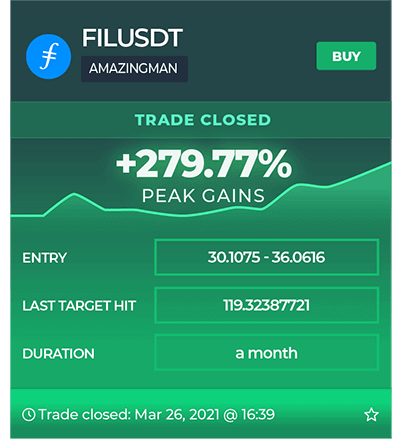 FILUSDT
AMAZINGMAN
BUY
TRADE CLOSED
+279.77%
PEAK GAINS
ENTRY 30.1075 - 36.0616
LAST TARGET HIT 119.32387721
DURATION a month
Trade closed: Mar 26, 2021 @ 16:39